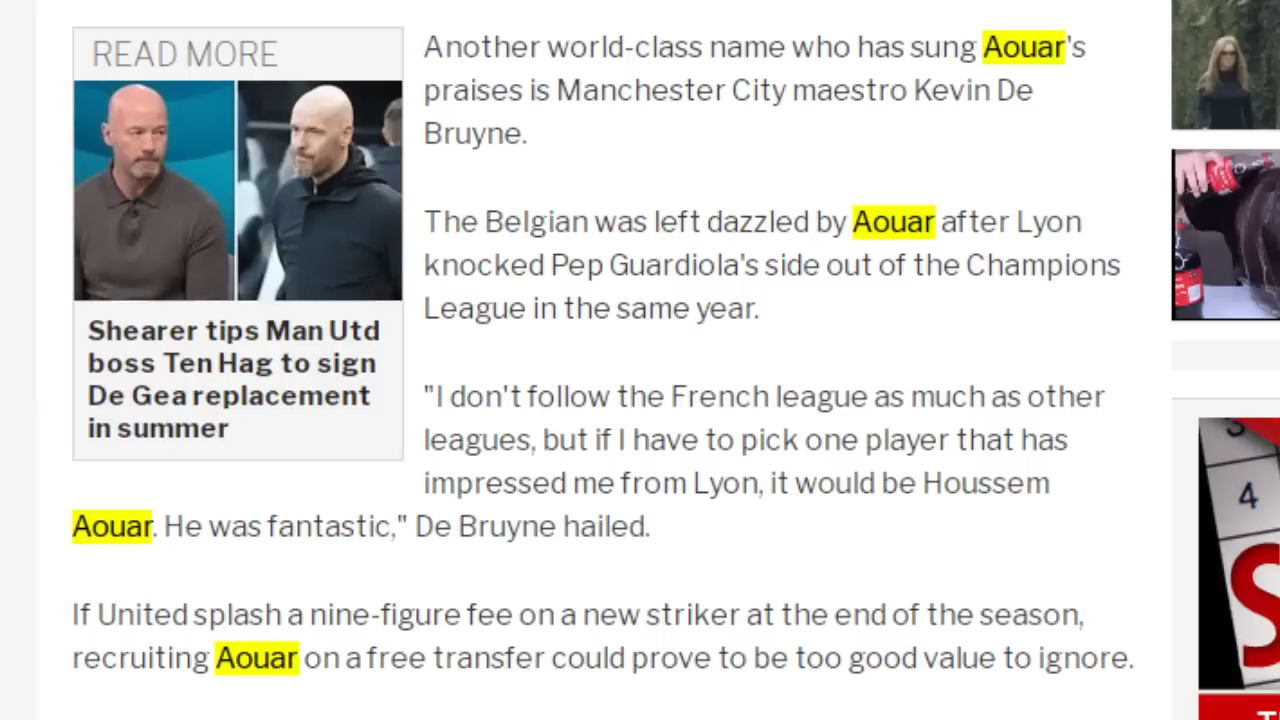 READ MORE
Shearer tips Man Utd
boss Ten Hag to sign
De Gea replacement
in summer
Another world-class name who has sung Aouar's
praises is Manchester City maestro Kevin De
Bruyne.
The Belgian was left dazzled by Aouar after Lyon
knocked Pep Guardiola's side out of the Champions
League in the same year.
"I don't follow the French league as much as other
leagues, but if I have to pick one player that has
impressed me from Lyon, it would be Houssem
Aouar. He was fantastic," De Bruyne hailed.
If United splash a nine-figure fee on a new striker at the end of the season,
recruiting Aouar on a free transfer could prove to be too good value to ignore.
4